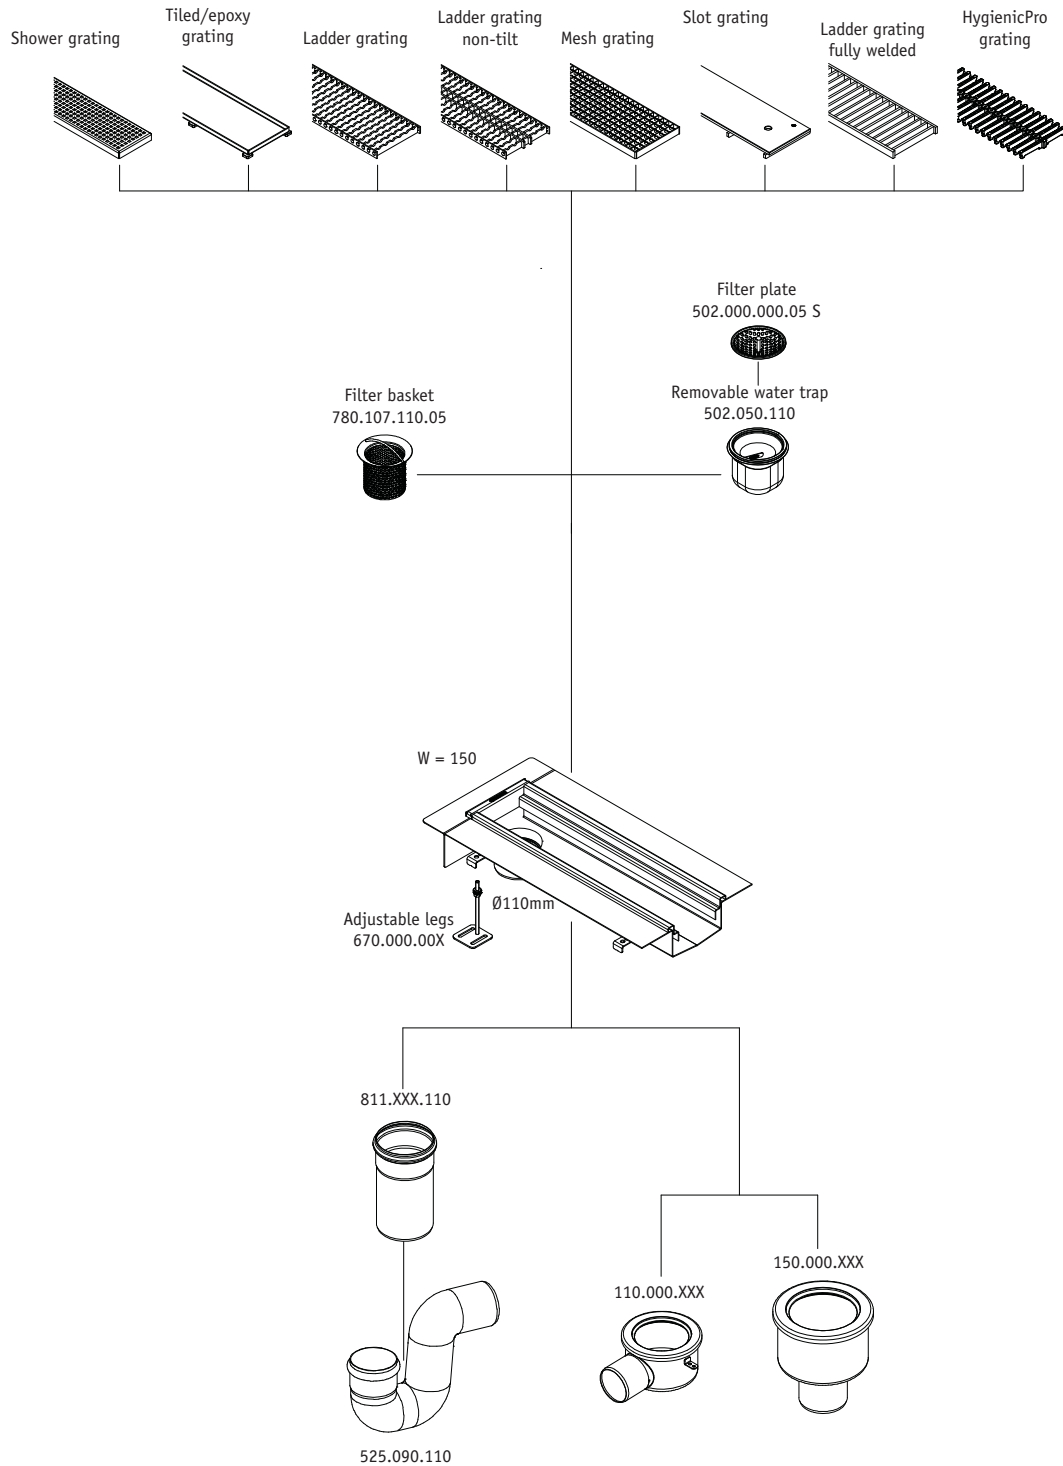 Shower grating
Tiled/epoxy
grating
Ladder grating
Ladder grating
non-tilt
Mesh grating
Slot grating
Ladder grating
fully welded
HygienicPro
grating
Filter plate
502.000.000.05 S
Filter basket
780.107.110.05
Removable water trap
502.050.110
W = 150
Ø110mm
Adjustable legs
670.000.00X
811.XXX.110
150.000.XXX
110.000.XXX
525.090.110